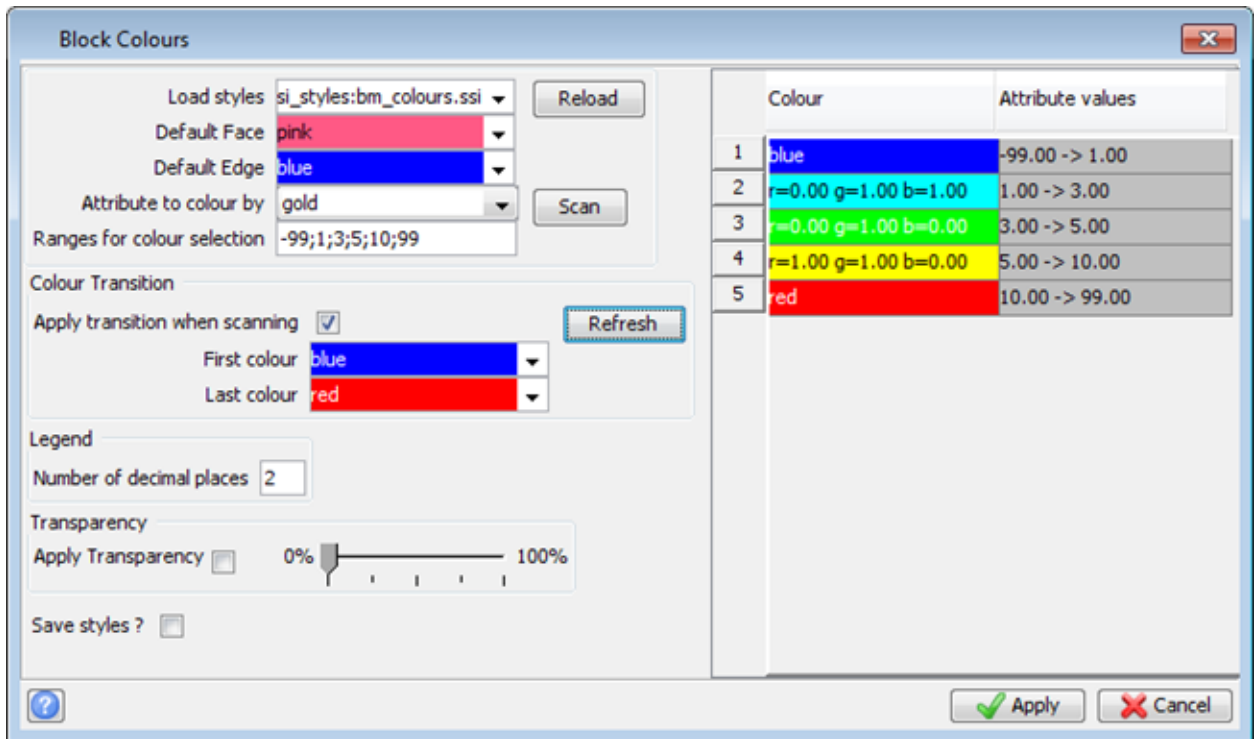 Block Colours
Load styles si_styles:bm_colours.ssi Reload
Default Face pink
Default Edge blue
Attribute to colour by gold Scan
Ranges for colour selection -99;1;3;5;10;99
Colour Transition
Apply transition when scanning Refresh
First colour blue
Last colour red
Legend
Number of decimal places 2
Transparency
Apply Transparency 0% 100%
Save styles ?
Colour Attribute values
1 blue -99.00 -> 1.00
2 r=0.00 g=1.00 b=1.00 1.00 -> 3.00
3 r=0.00 g=1.00 b=0.00 3.00 -> 5.00
4 r=1.00 g=1.00 b=0.00 5.00 -> 10.00
5 red 10.00 -> 99.00
? Apply Cancel